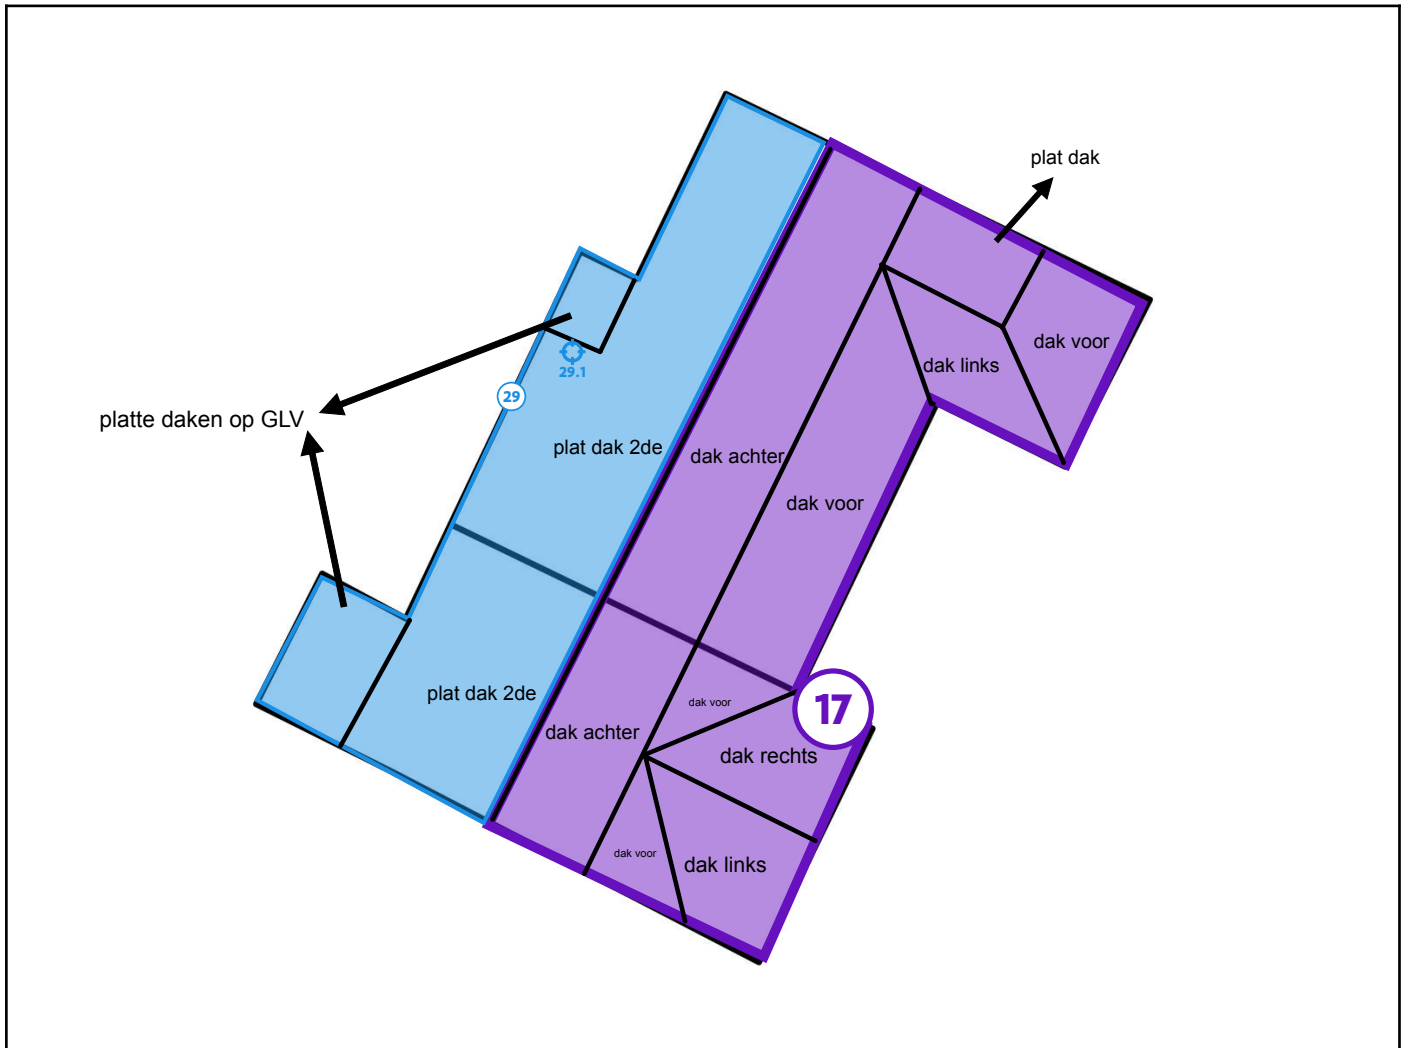 plat dak
dak voor
dak links
29.1
29
platte daken op GLV
plat dak 2de
dak achter
dak voor
plat dak 2de
dak voor
17
dak achter
dak rechts
dak voor
dak links